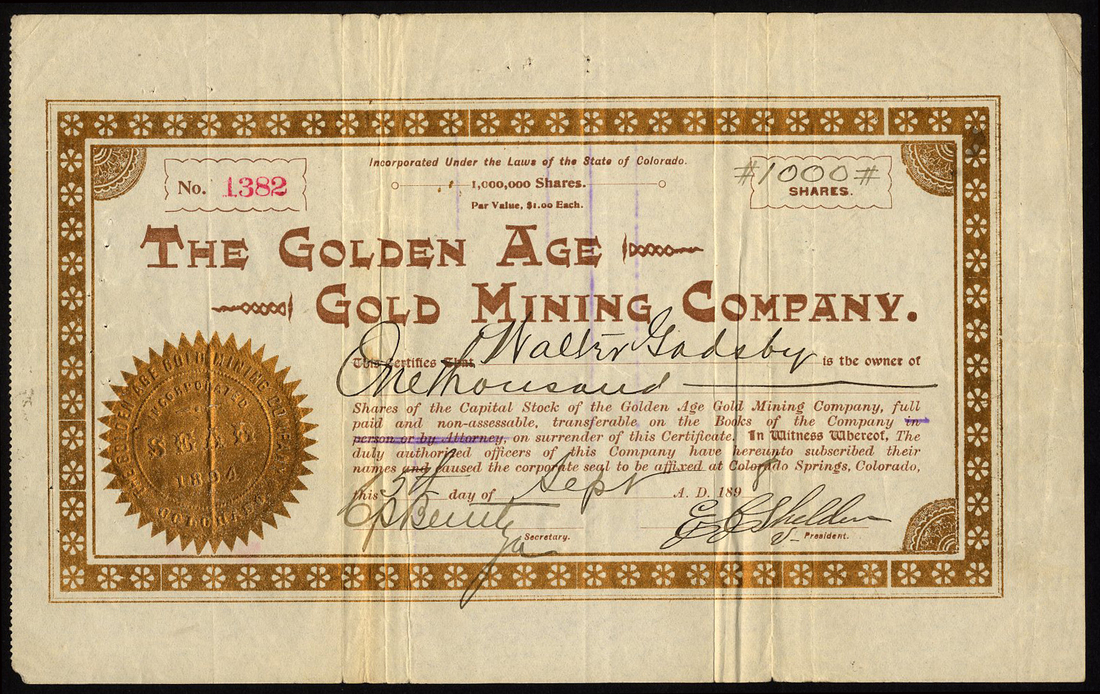 Incorporated Under the Laws of the State of Colorado.
No. 1382
1,000,000 Shares.
#1000#
SHARES.
Par Value, $1.00 Each.
THE GOLDEN AGE
GOLD MINING COMPANY.
This Certifies That Walter Godsby is the owner of
One thousand
Shares of the Capital Stock of the Golden Age Gold Mining Company, full
paid and non-assessable, transferable on the Books of the Company in
person or by Attorney, on surrender of this Certificate. In Witness Whereof, The
duly authorized officers of this Company have hereunto subscribed their
names and caused the corporate seal to be affixed at Colorado Springs, Colorado,
this day of Sept A. D. 1898
Sheldon
Secretary.
President.
THE GOLDEN AGE GOLD MINING COMPANY
INCORPORATED
SEAL
1894
COLORADO